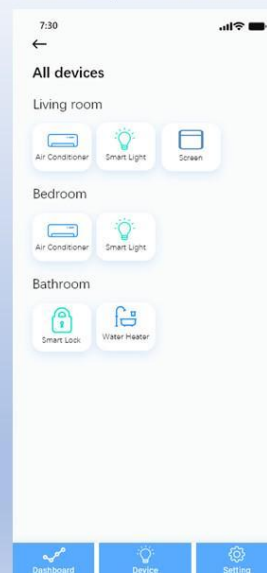 7:30
All devices
Living room
Air Conditioner Smart Light Screen
Bedroom
Air Conditioner Smart Light
Bathroom
Smart Lock Water Heater
Dashboard Device Setting